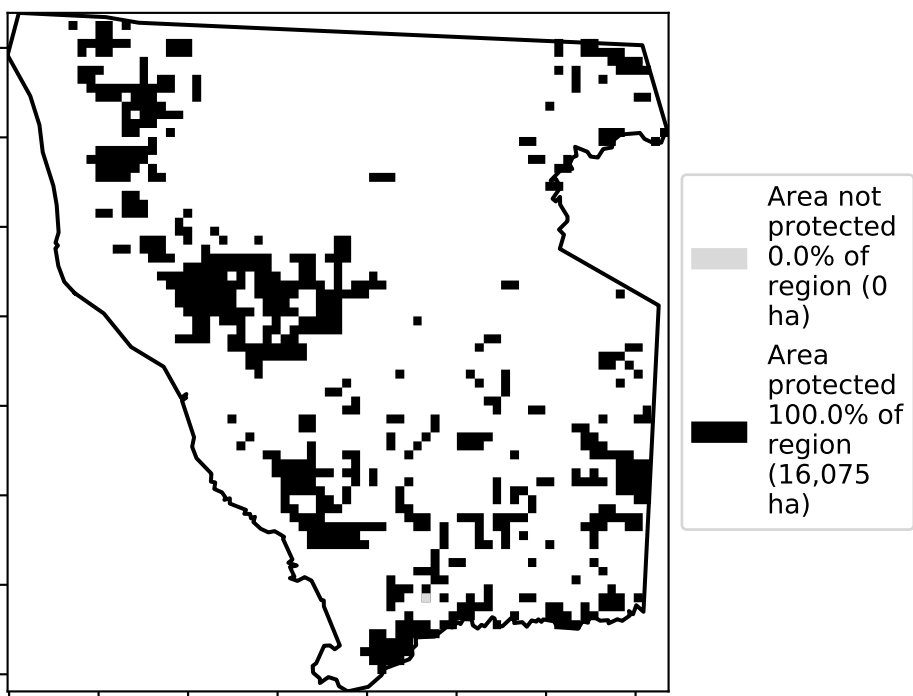 Area not
protected
0.0% of
region (0
ha)
Area
protected
100.0% of
region
(16,075
ha)